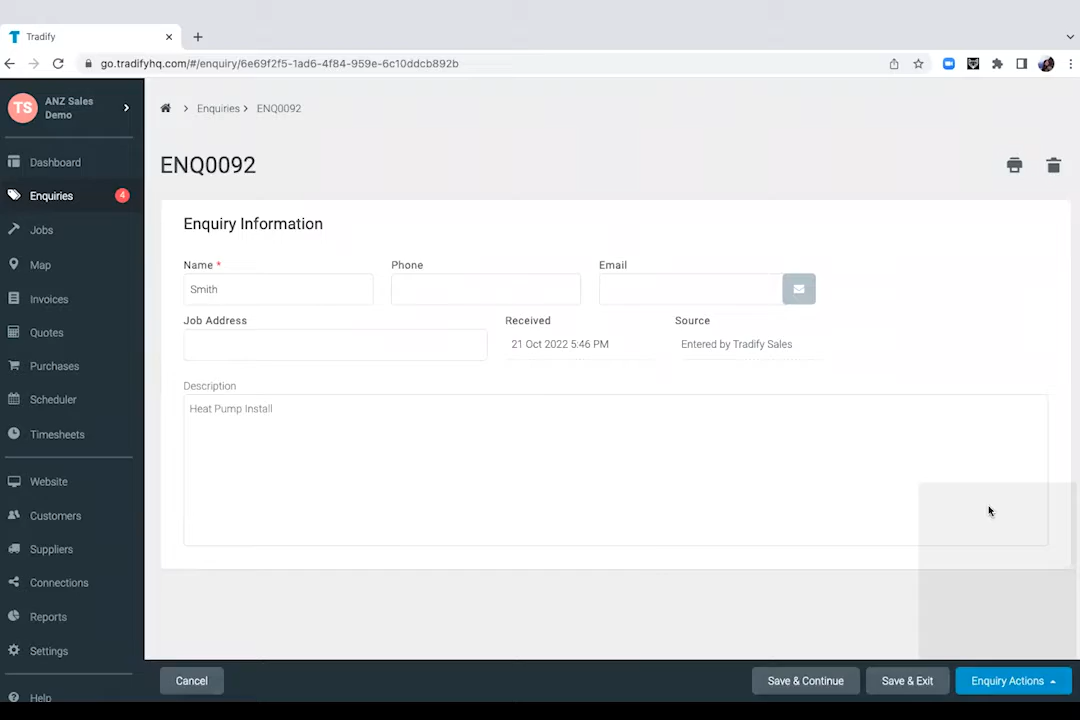 Tradify
go.tradifyhq.com/#/enquiry/6e69f2f5-1ad6-4f84-959e-6c10ddcb892b
TS
ANZ Sales
Demo
Dashboard
Enquiries 4
Jobs
Map
Invoices
Quotes
Purchases
Scheduler
Timesheets
Website
Customers
Suppliers
Connections
Reports
Settings
Help
Enquiries ENQ0092
ENQ0092
Enquiry Information
Name * Phone Email
Smith
Job Address Received Source
21 Oct 2022 5:46 PM Entered by Tradify Sales
Description
Heat Pump Install
Cancel Save & Continue Save & Exit Enquiry Actions